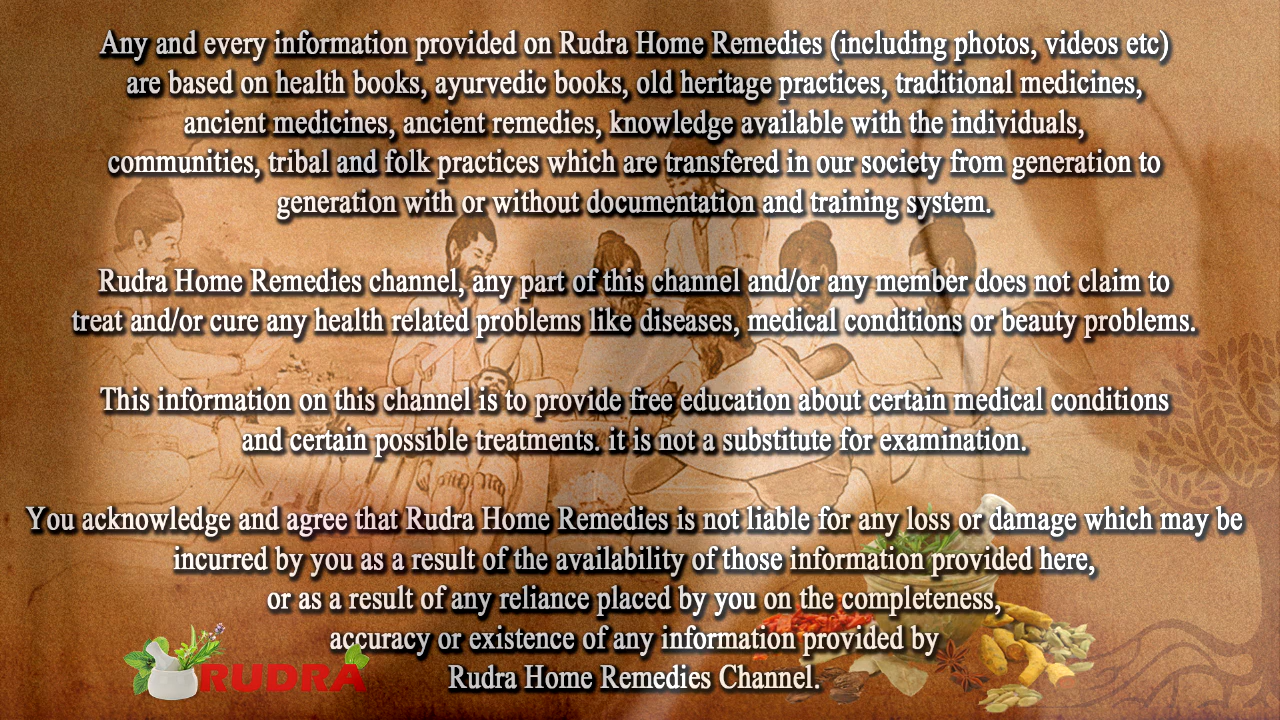 Any and every information provided on Rudra Home Remedies (including photos, videos etc)
are based on health books, ayurvedic books, old heritage practices, traditional medicines,
ancient medicines, ancient remedies, knowledge available with the individuals,
communities, tribal and folk practices which are transfered in our society from generation to
generation with or without documentation and training system.
Rudra Home Remedies channel, any part of this channel and/or any member does not claim to
treat and/or cure any health related problems like diseases, medical conditions or beauty problems.
This information on this channel is to provide free education about certain medical conditions
and certain possible treatments. it is not a substitute for examination.
You acknowledge and agree that Rudra Home Remedies is not liable for any loss or damage which may be
incurred by you as a result of the availability of those information provided here,
or as a result of any reliance placed by you on the completeness,
accuracy or existence of any information provided by
Rudra Home Remedies Channel.
RUDRA